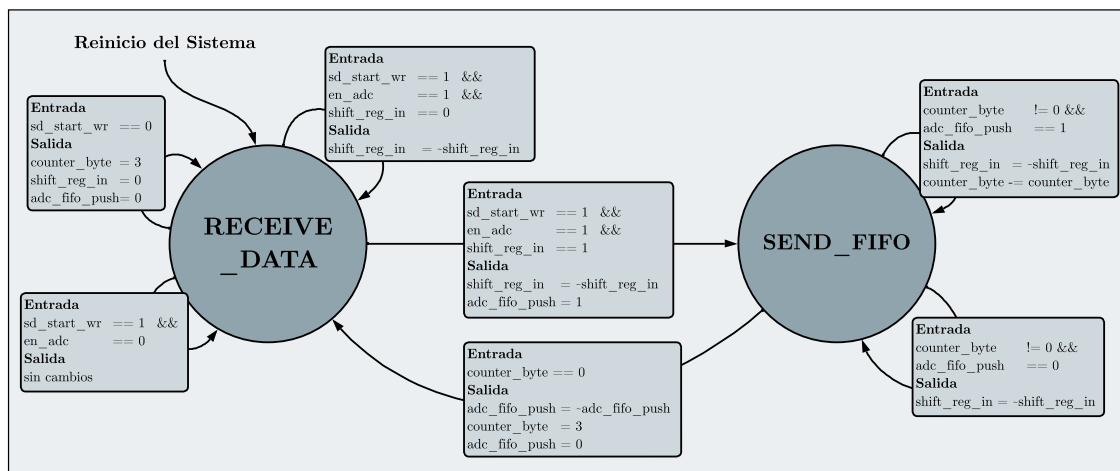 Reinicio del Sistema
Entrada
sd_start_wr == 1 &&
en_adc == 1 &&
shift_reg_in == 0
Salida
shift_reg_in = -shift_reg_in
Entrada
sd_start_wr == 0
Salida
counter_byte = 3
shift_reg_in = 0
adc_fifo_push= 0
RECEIVE
_DATA
Entrada
sd_start_wr == 1 &&
en_adc == 0
Salida
sin cambios
Entrada
sd_start_wr == 1 &&
en_adc == 1 &&
shift_reg_in == 1
Salida
shift_reg_in = -shift_reg_in
adc_fifo_push = 1
Entrada
counter_byte == 0
Salida
adc_fifo_push = -adc_fifo_push
counter_byte = 3
adc_fifo_push = 0
SEND_FIFO
Entrada
counter_byte != 0 &&
adc_fifo_push == 1
Salida
shift_reg_in = -shift_reg_in
counter_byte -= counter_byte
Entrada
counter_byte != 0 &&
adc_fifo_push == 0
Salida
shift_reg_in = -shift_reg_in